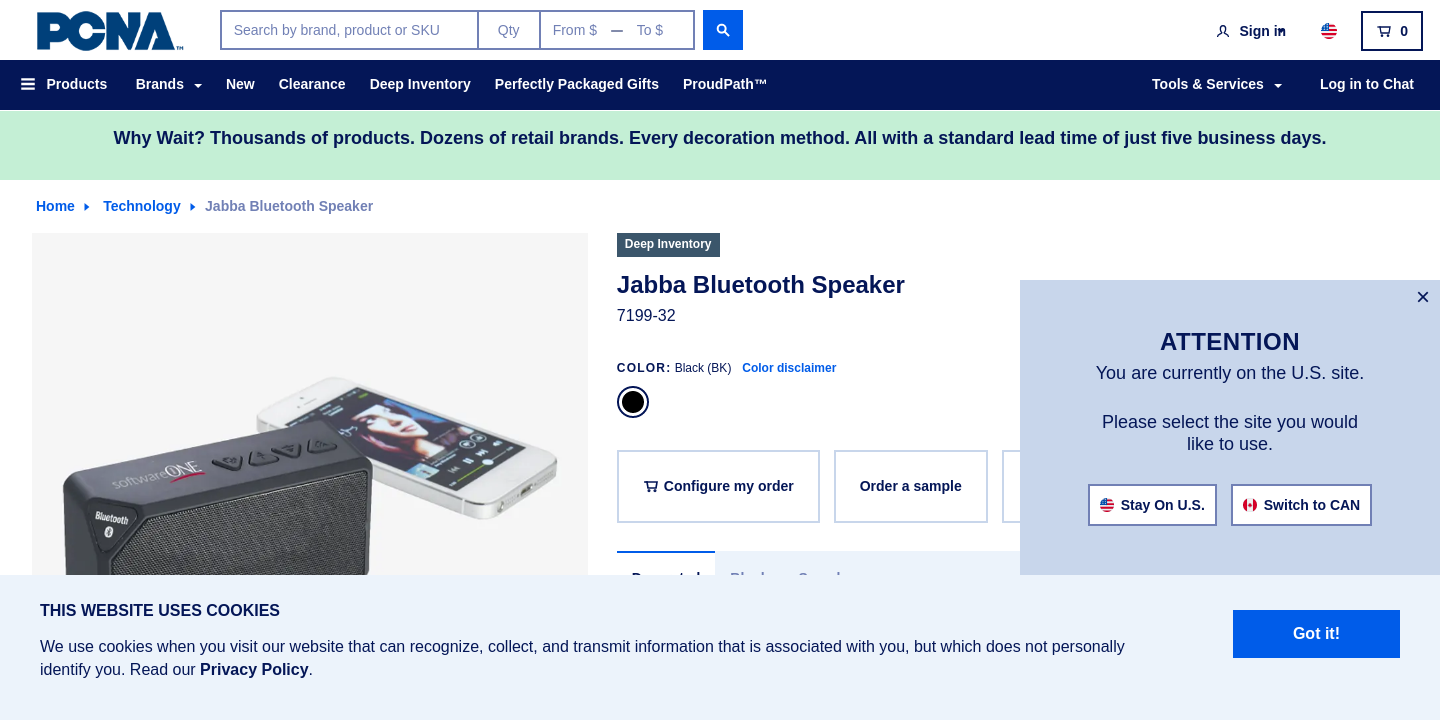 PCNA™
Search by brand, product or SKU
Qty
From $ — To $
Sign in
0
Products
Brands
New
Clearance
Deep Inventory
Perfectly Packaged Gifts
ProudPath™
Tools & Services
Log in to Chat
Why Wait? Thousands of products. Dozens of retail brands. Every decoration method. All with a standard lead time of just five business days.
Home
Technology
Jabba Bluetooth Speaker
softwareONE
Bluetooth
Deep Inventory
Jabba Bluetooth Speaker
7199-32
COLOR: Black (BK) Color disclaimer
Configure my order
Order a sample
×
ATTENTION
You are currently on the U.S. site.
Please select the site you would
like to use.
Stay On U.S.
Switch to CAN
THIS WEBSITE USES COOKIES
We use cookies when you visit our website that can recognize, collect, and transmit information that is associated with you, but which does not personally
identify you. Read our Privacy Policy.
Got it!